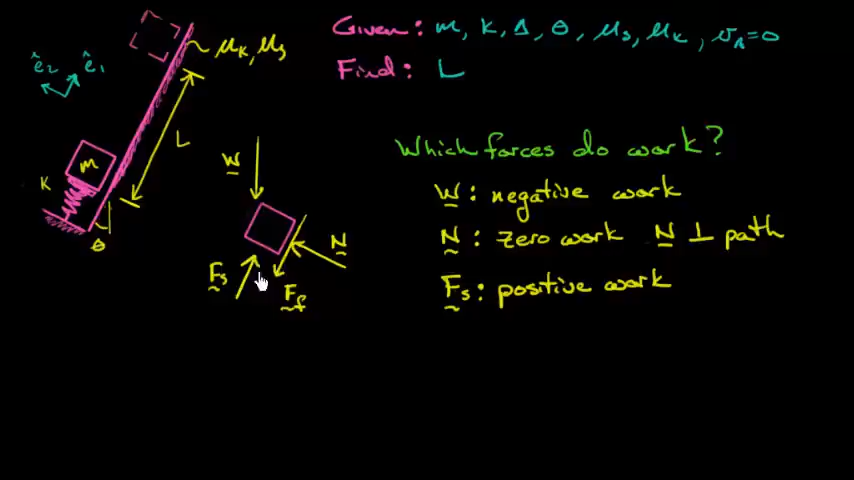 Given: m, K, Δ, θ, μs, μk, vA=0
Find: L
μk, μs
ê2 ê1
m
L
K
θ
W
N
Fs
Ff
Which forces do work?
W: negative work
N: zero work N ⊥ path
Fs: positive work